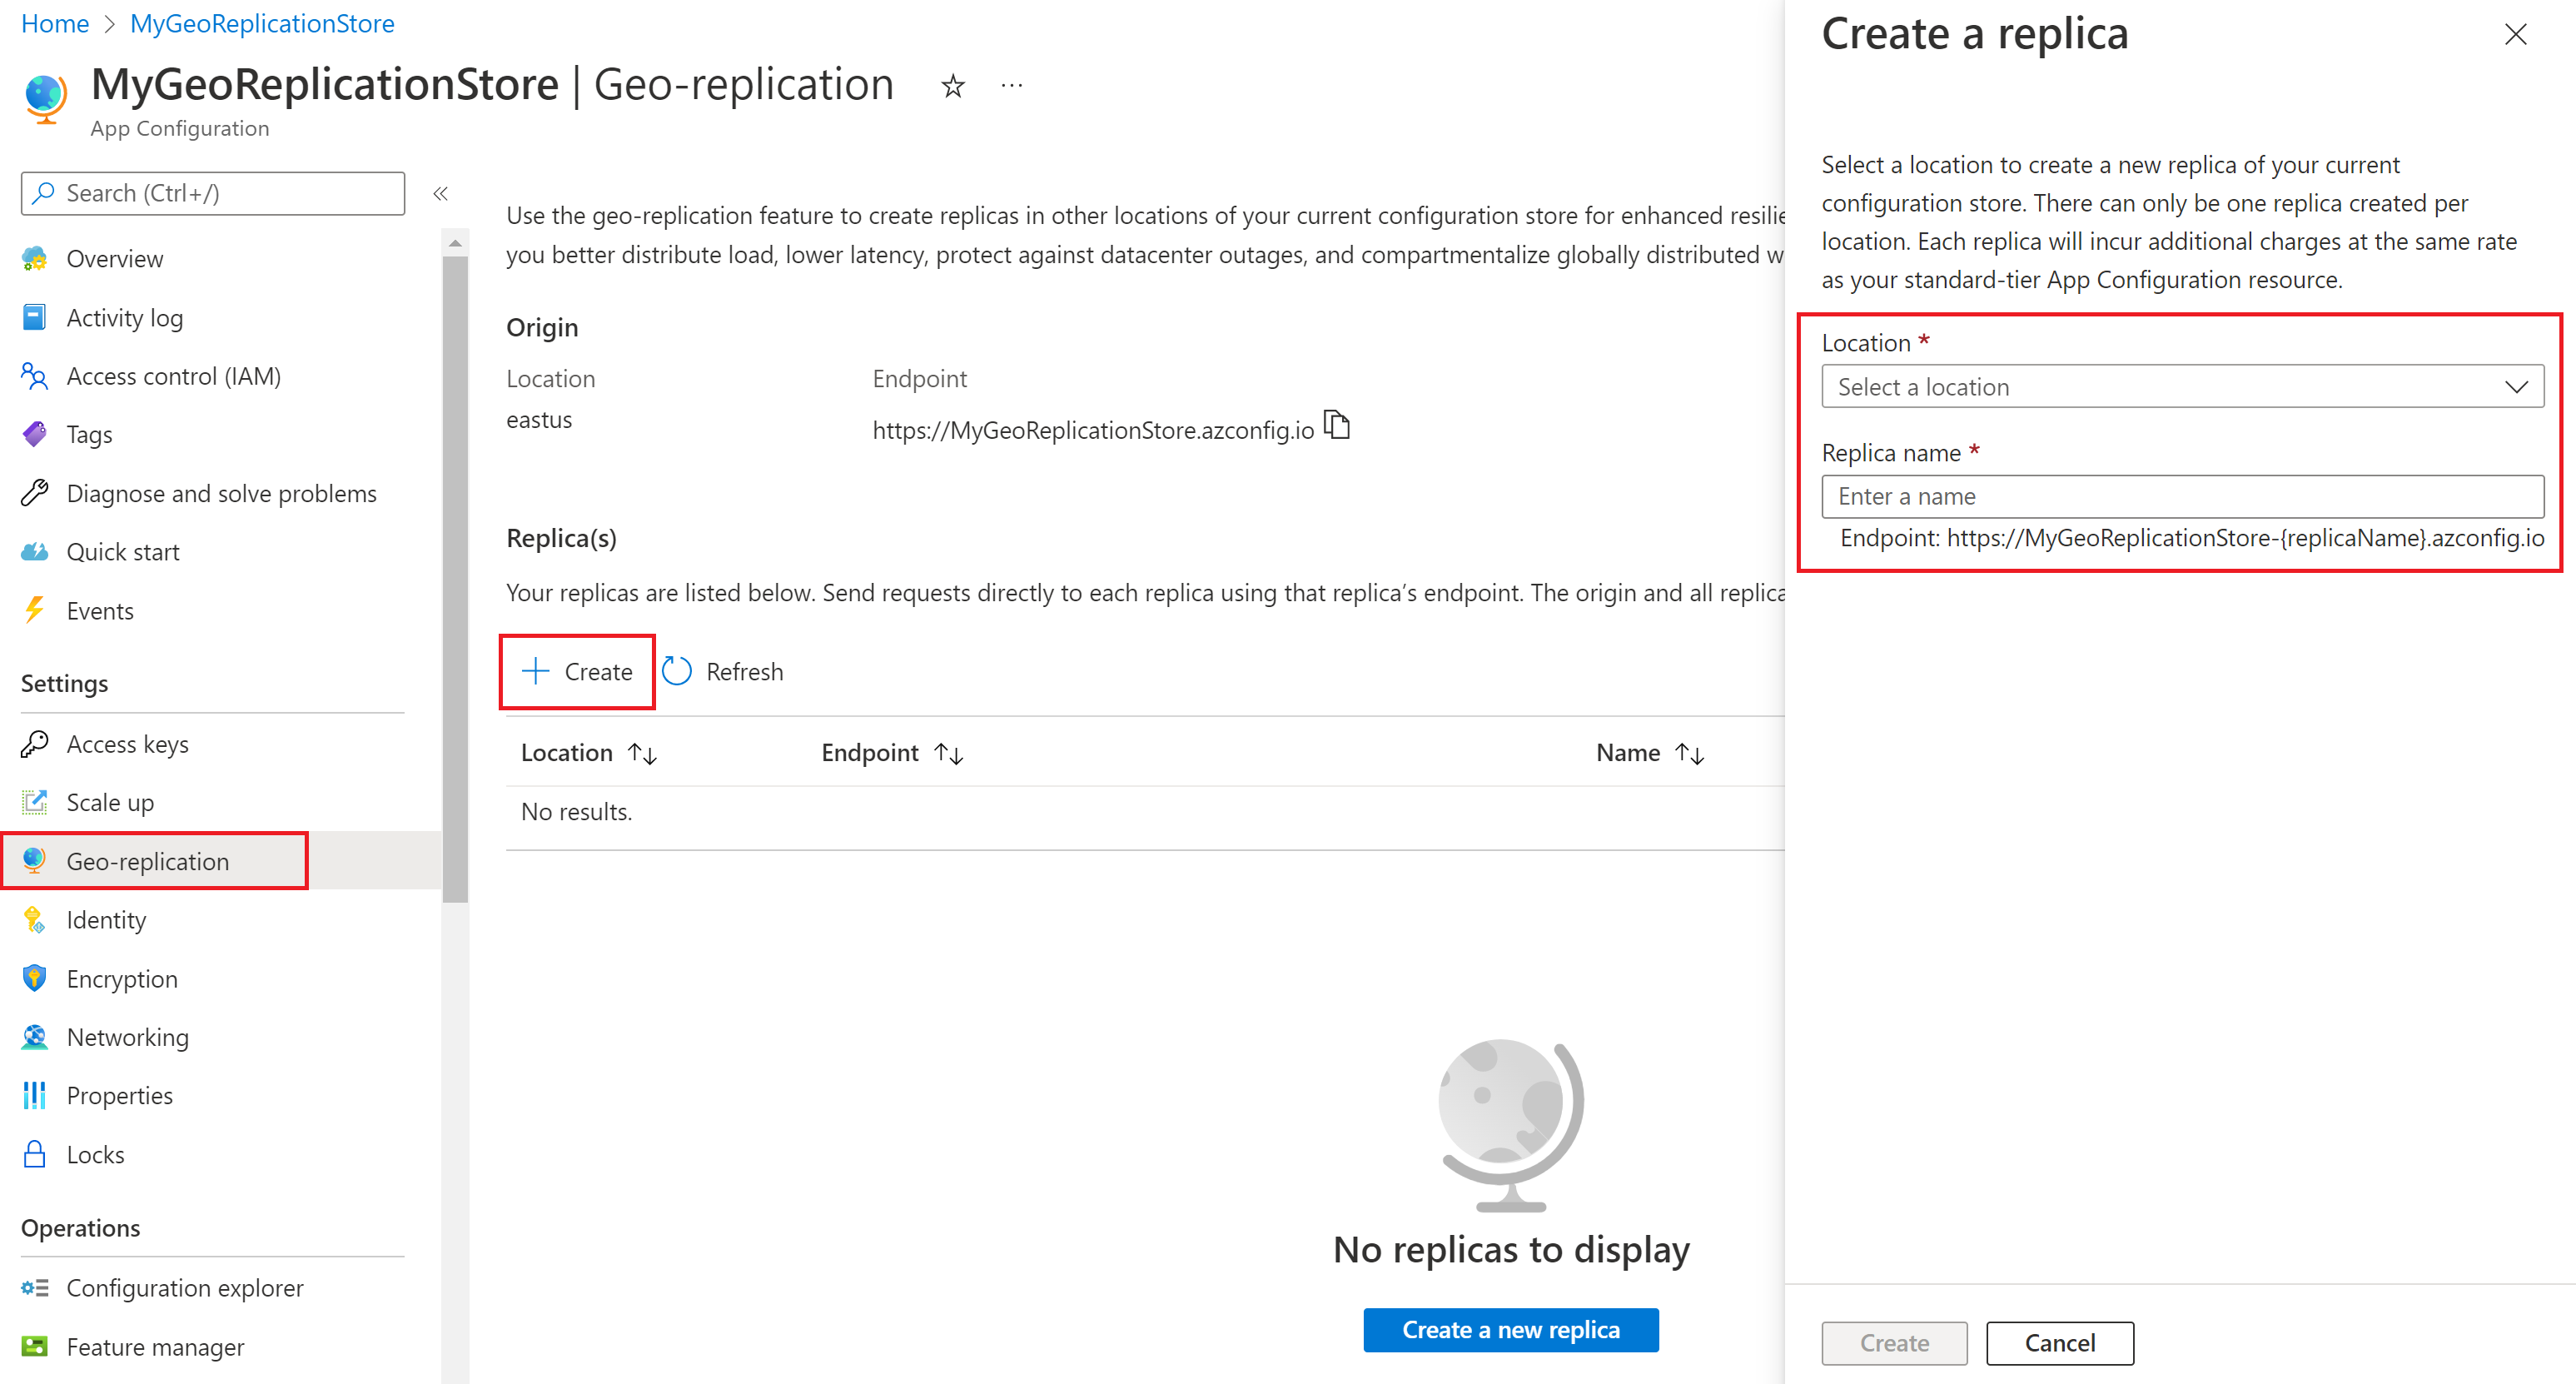 Home > MyGeoReplicationStore
MyGeoReplicationStore | Geo-replication ☆ ···
App Configuration
Search (Ctrl+/) «
Overview
Activity log
Access control (IAM)
Tags
Diagnose and solve problems
Quick start
Events
Settings
Access keys
Scale up
Geo-replication
Identity
Encryption
Networking
Properties
Locks
Operations
Configuration explorer
Feature manager
Use the geo-replication feature to create replicas in other locations of your current configuration store for enhanced resilie
you better distribute load, lower latency, protect against datacenter outages, and compartmentalize globally distributed w
Origin
Location Endpoint
eastus https://MyGeoReplicationStore.azconfig.io
Replica(s)
Your replicas are listed below. Send requests directly to each replica using that replica’s endpoint. The origin and all replica
+ Create Refresh
Location ↑↓ Endpoint ↑↓ Name ↑↓
No results.
No replicas to display
Create a new replica
Create a replica
Select a location to create a new replica of your current
configuration store. There can only be one replica created per
location. Each replica will incur additional charges at the same rate
as your standard-tier App Configuration resource.
Location *
Select a location
Replica name *
Enter a name
Endpoint: https://MyGeoReplicationStore-{replicaName}.azconfig.io
Create Cancel